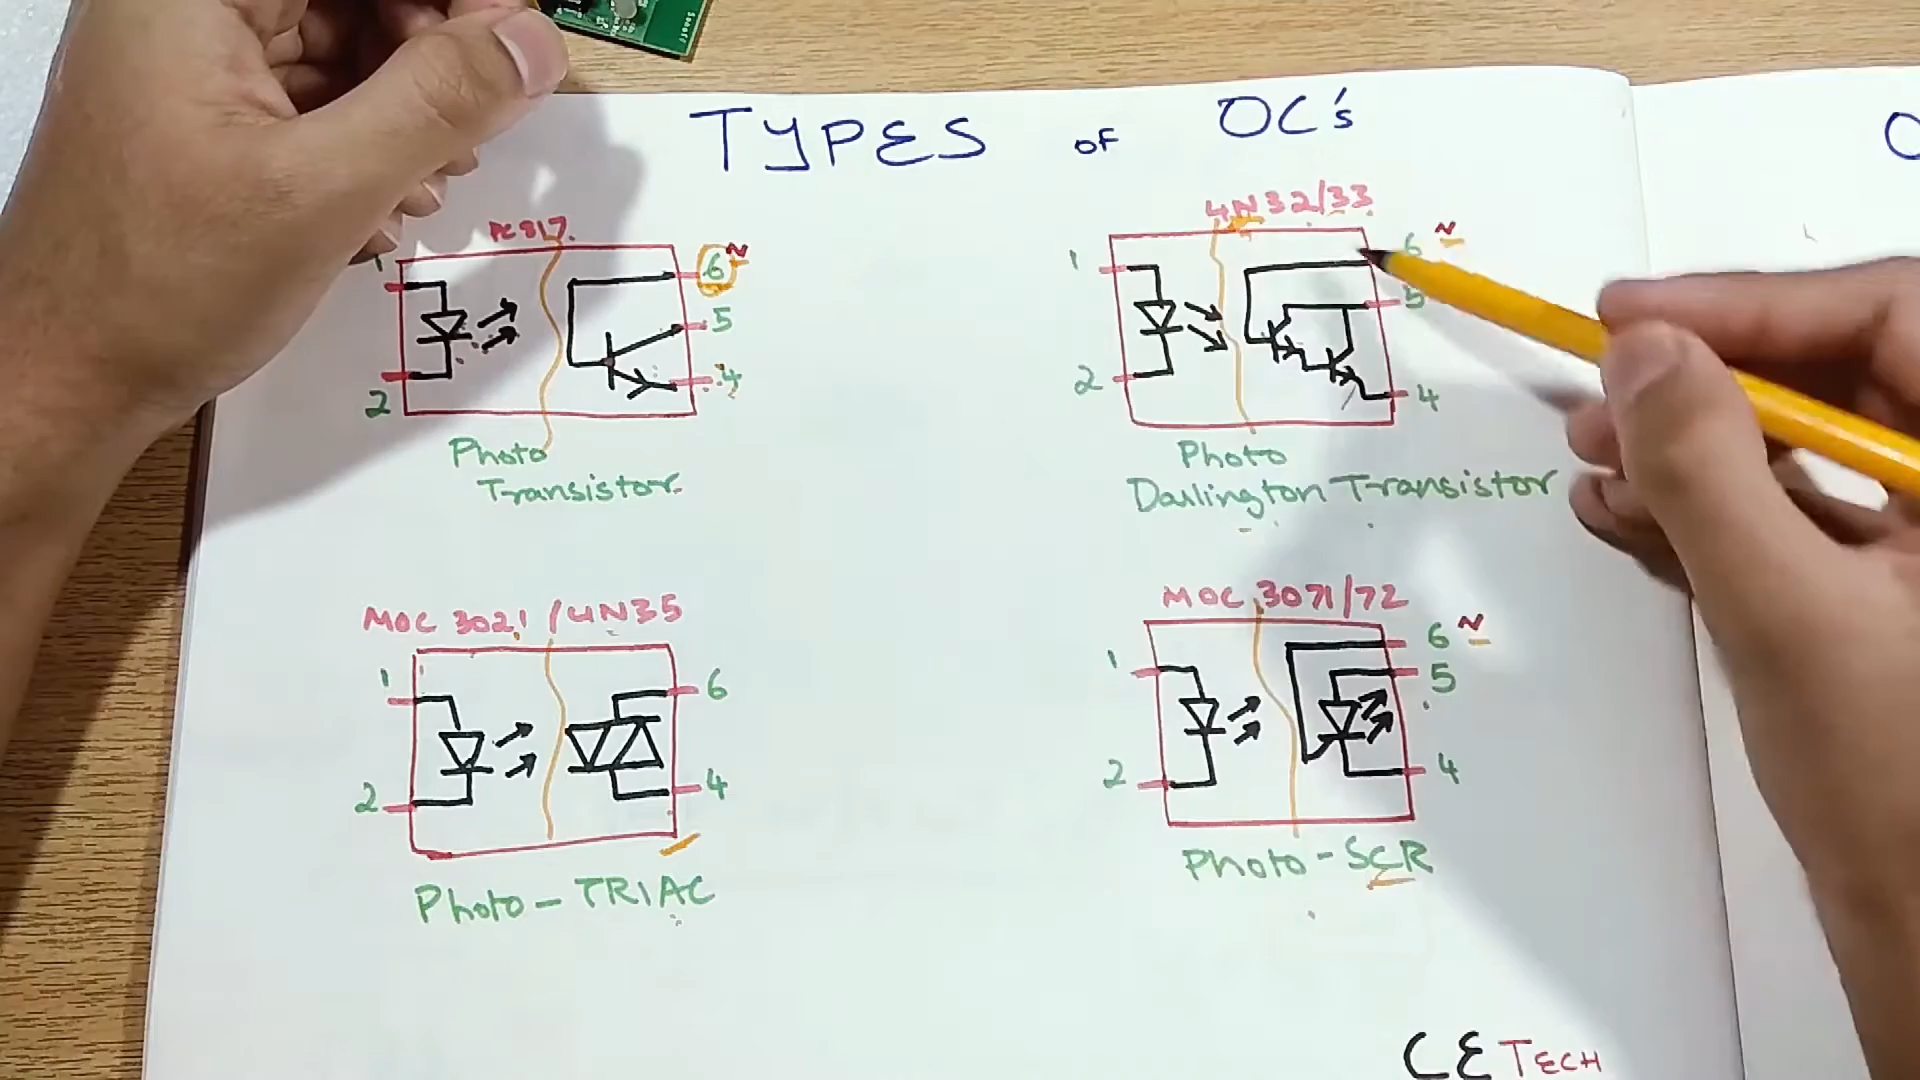 TYPES OF OC's
PC817
1
2
6 N
5
4
Photo
Transistor
4N32/33
1
2
6 N
5
4
Photo
Darlington Transistor
MOC 3021/4N35
1
2
6
4
Photo-TRIAC
MOC 3071/72
1
2
6 N
5
4
Photo-SCR
CE TECH